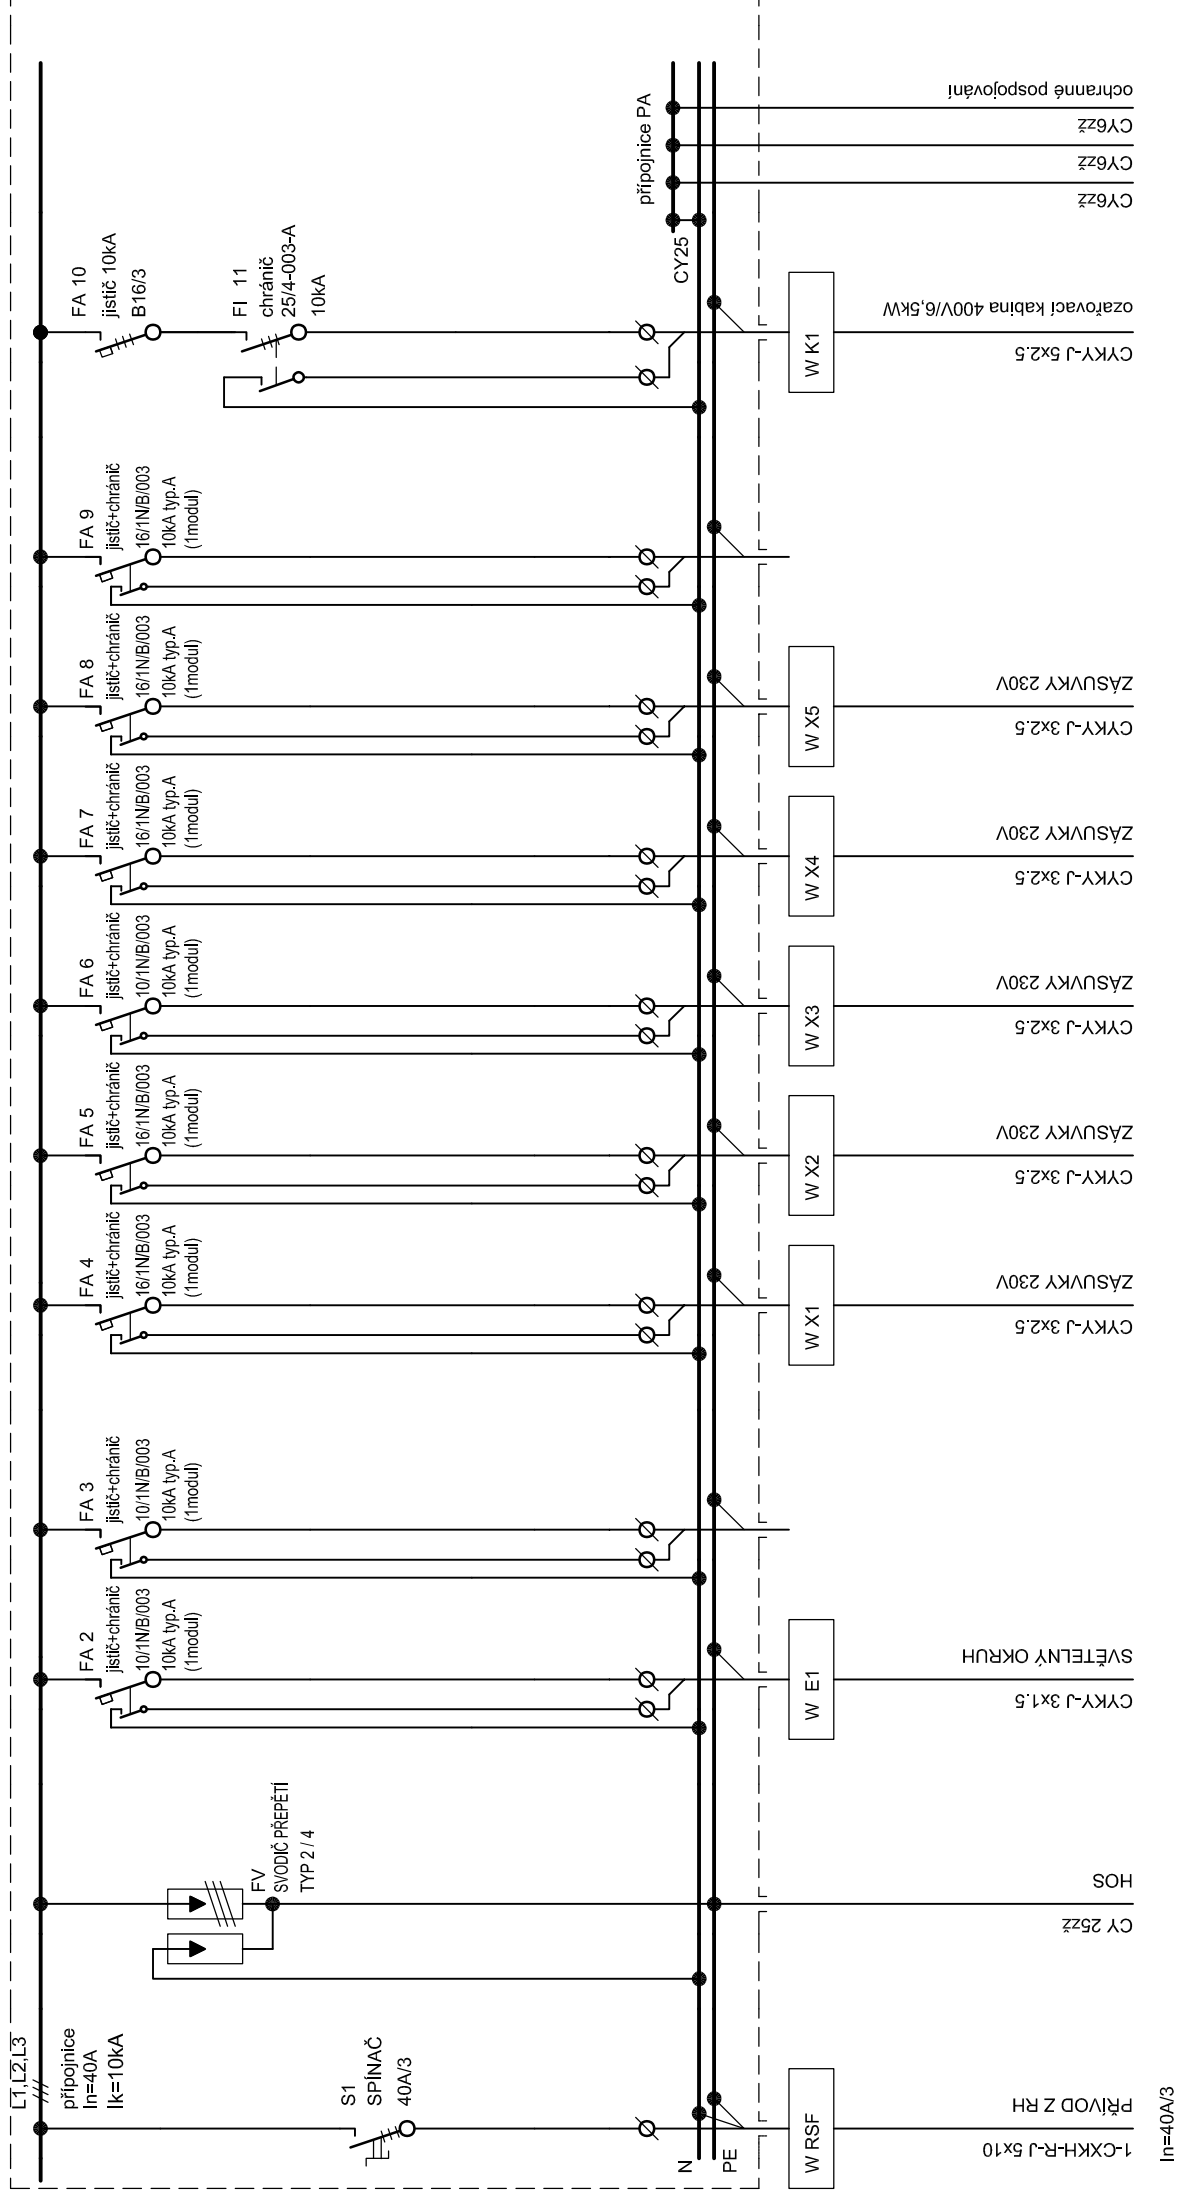 L1,L2,L3
přípojnice
In=40A
Ik=10kA
S1
SPÍNAČ
40A/3
N
PE
W RSF
1-CXKH-R-J 5x10
PŘÍVOD Z RH
In=40A/3
FV
SVODIČ PŘEPĚTÍ
TYP 2 / 4
CY 25zž
HOS
FA 2
jistič+chránič
10/1N/B/003
10kA typ.A
(1modul)
W E1
CYKY-J 3x1.5
SVĚTELNÝ OKRUH
FA 3
jistič+chránič
10/1N/B/003
10kA typ.A
(1modul)
FA 4
jistič+chránič
16/1N/B/003
10kA typ.A
(1modul)
W X1
CYKY-J 3x2.5
ZÁSUVKY 230V
FA 5
jistič+chránič
16/1N/B/003
10kA typ.A
(1modul)
W X2
CYKY-J 3x2.5
ZÁSUVKY 230V
FA 6
jistič+chránič
10/1N/B/003
10kA typ.A
(1modul)
W X3
CYKY-J 3x2.5
ZÁSUVKY 230V
FA 7
jistič+chránič
16/1N/B/003
10kA typ.A
(1modul)
W X4
CYKY-J 3x2.5
ZÁSUVKY 230V
FA 8
jistič+chránič
16/1N/B/003
10kA typ.A
(1modul)
W X5
CYKY-J 3x2.5
ZÁSUVKY 230V
FA 9
jistič+chránič
16/1N/B/003
10kA typ.A
(1modul)
FA 10
jistič 10kA
B16/3
FI 11
chránič
25/4-003-A
10kA
W K1
CYKY-J 5x2.5
ozařovací kabina 400V/6,5kW
CY25
přípojnice PA
CY6zž
CY6zž
CY6zž
ochranné pospojování